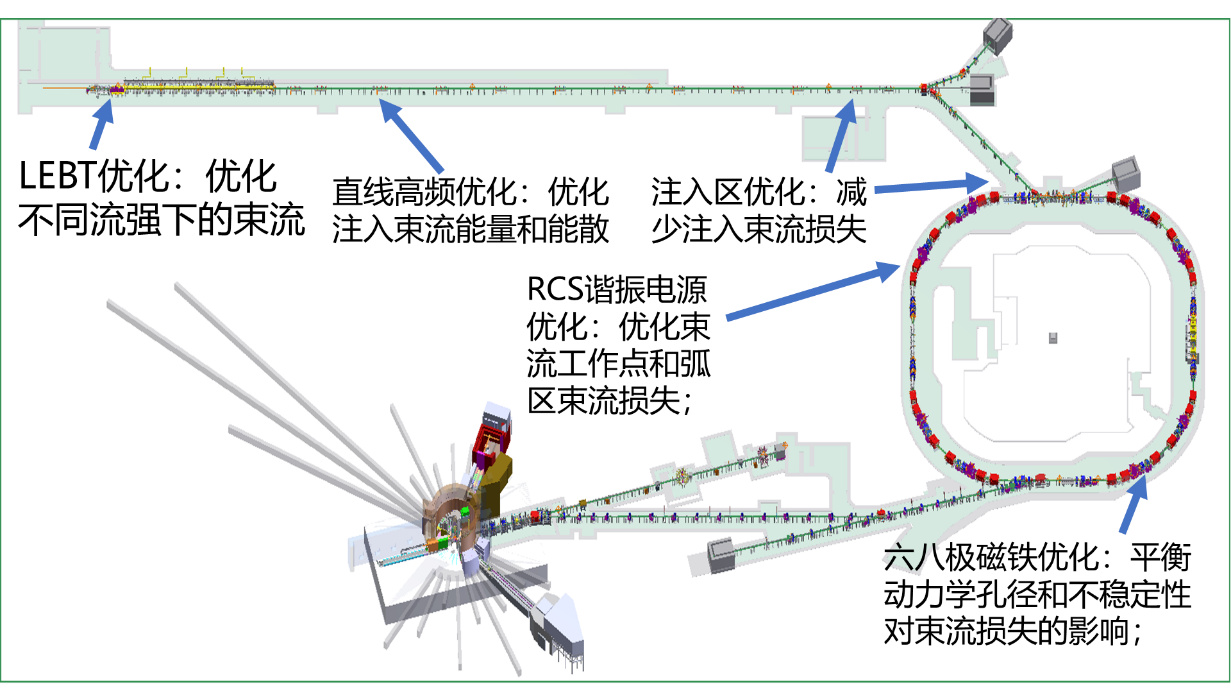 LEBT优化：优化
不同流强下的束流
直线高频优化：优化
注入束流能量和能散
注入区优化：减
少注入束流损失
RCS谐振电源
优化：优化束
流工作点和弧
区束流损失；
六八极磁铁优化：平衡
动力学孔径和不稳定性
对束流损失的影响；